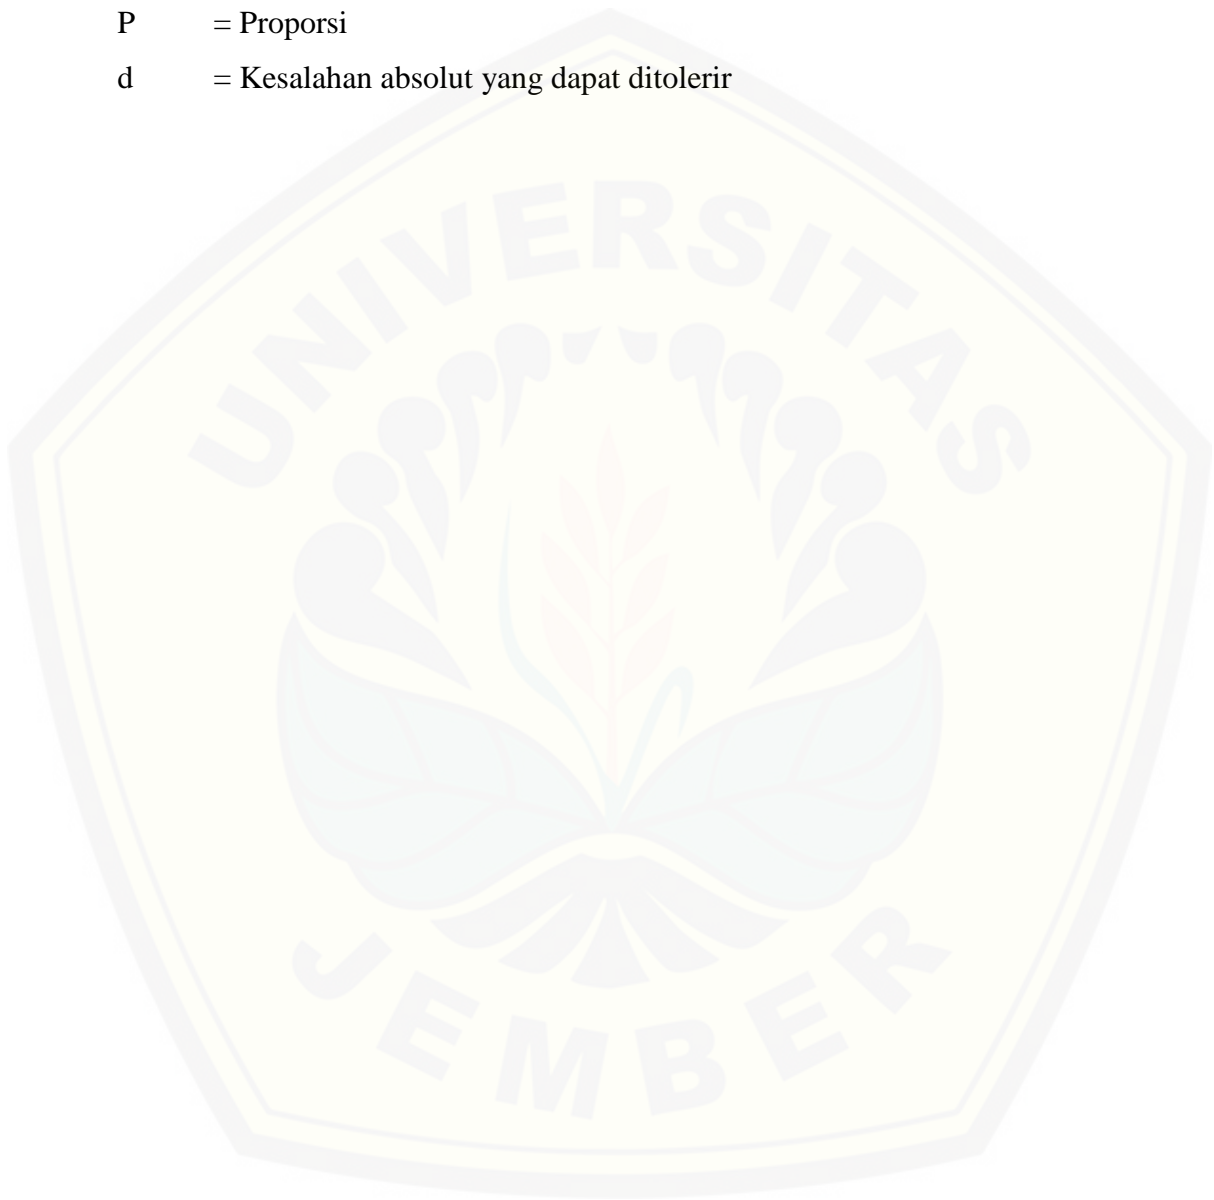 P = Proporsi
d = Kesalahan absolut yang dapat ditolerir
UNIVERSITAS
JEMBER